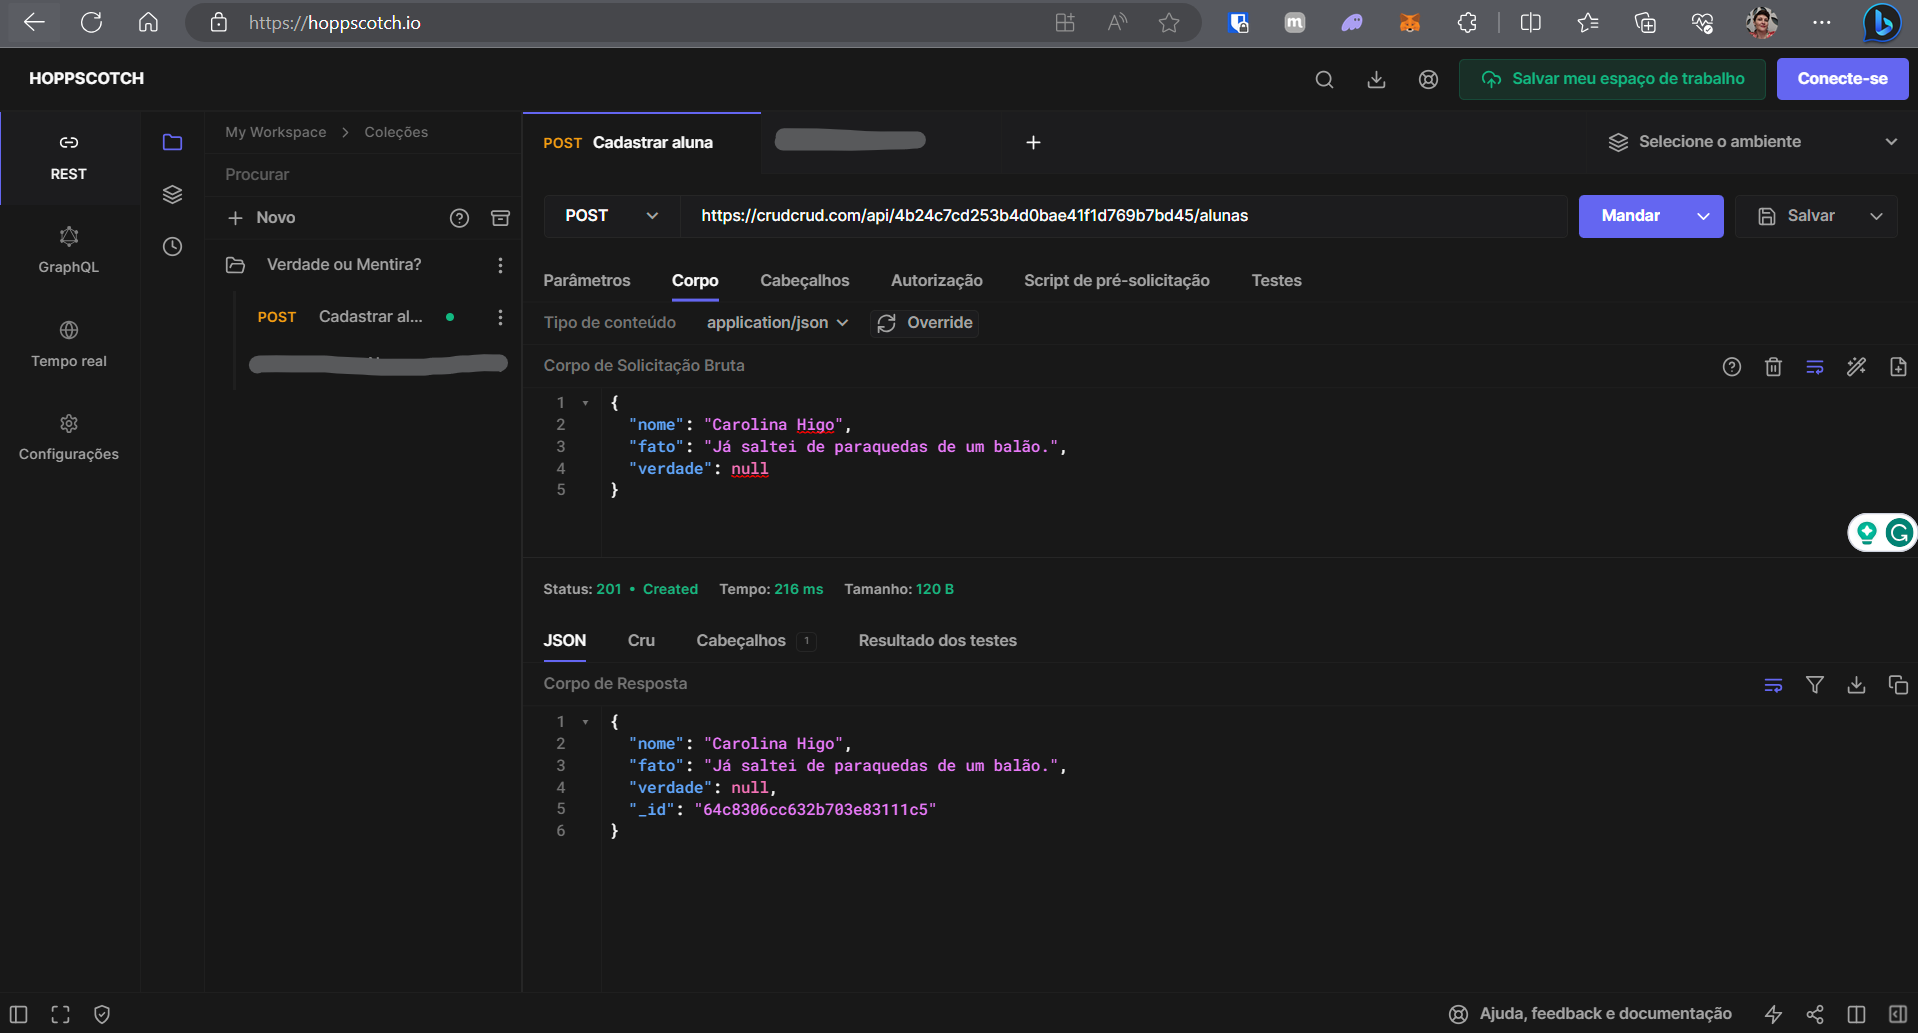 https://hoppscotch.io
HOPPSCOTCH
Salvar meu espaço de trabalho
Conecte-se
REST
GraphQL
Tempo real
Configurações
My Workspace > Coleções
Procurar
+ Novo
Verdade ou Mentira?
POST Cadastrar al...
POST Cadastrar aluna
+
Selecione o ambiente
POST
https://crudcrud.com/api/4b24c7cd253b4d0bae41f1d769b7bd45/alunas
Mandar
Salvar
Parâmetros Corpo Cabeçalhos Autorização Script de pré-solicitação Testes
Tipo de conteúdo application/json Override
Corpo de Solicitação Bruta
1 {
2 "nome": "Carolina Higo",
3 "fato": "Já saltei de paraquedas de um balão.",
4 "verdade": null
5 }
Status: 201 • Created Tempo: 216 ms Tamanho: 120 B
JSON Cru Cabeçalhos 1 Resultado dos testes
Corpo de Resposta
1 {
2 "nome": "Carolina Higo",
3 "fato": "Já saltei de paraquedas de um balão.",
4 "verdade": null,
5 "_id": "64c8306cc632b703e83111c5"
6 }
Ajuda, feedback e documentação